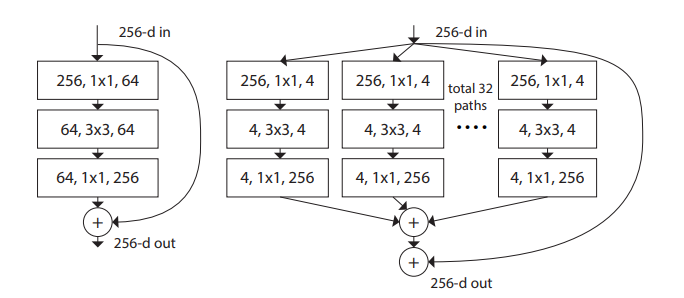 256-d in
256, 1x1, 64
64, 3x3, 64
64, 1x1, 256
+
256-d out
256-d in
256, 1x1, 4
256, 1x1, 4
total 32
paths
....
256, 1x1, 4
4, 3x3, 4
4, 3x3, 4
4, 3x3, 4
4, 1x1, 256
4, 1x1, 256
4, 1x1, 256
+
+
256-d out